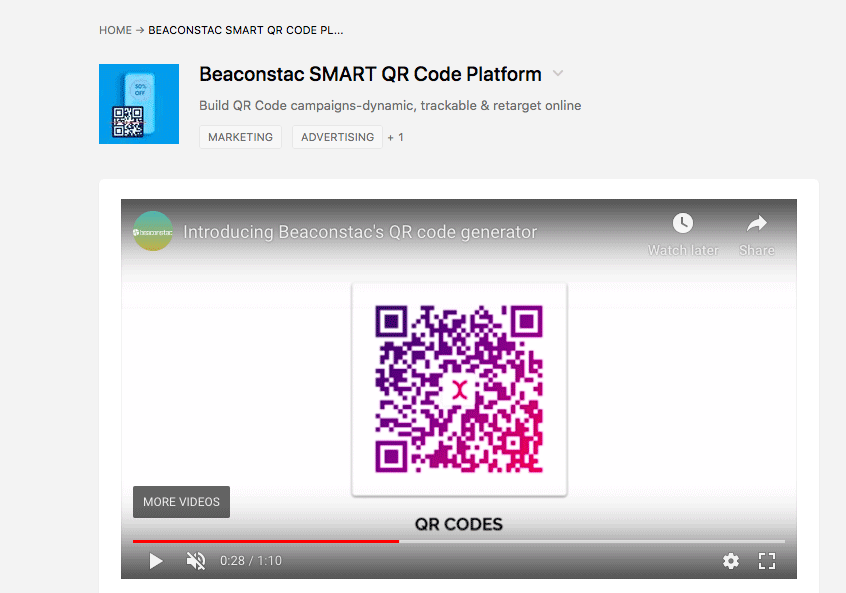 HOME → BEACONSTAC SMART QR CODE PL...
Beaconstac SMART QR Code Platform
50%
OFF
Build QR Code campaigns-dynamic, trackable & retarget online
MARKETING ADVERTISING + 1
beaconstac
Introducing Beaconstac's QR code generator
Watch later Share
MORE VIDEOS
QR CODES
0:28 / 1:10